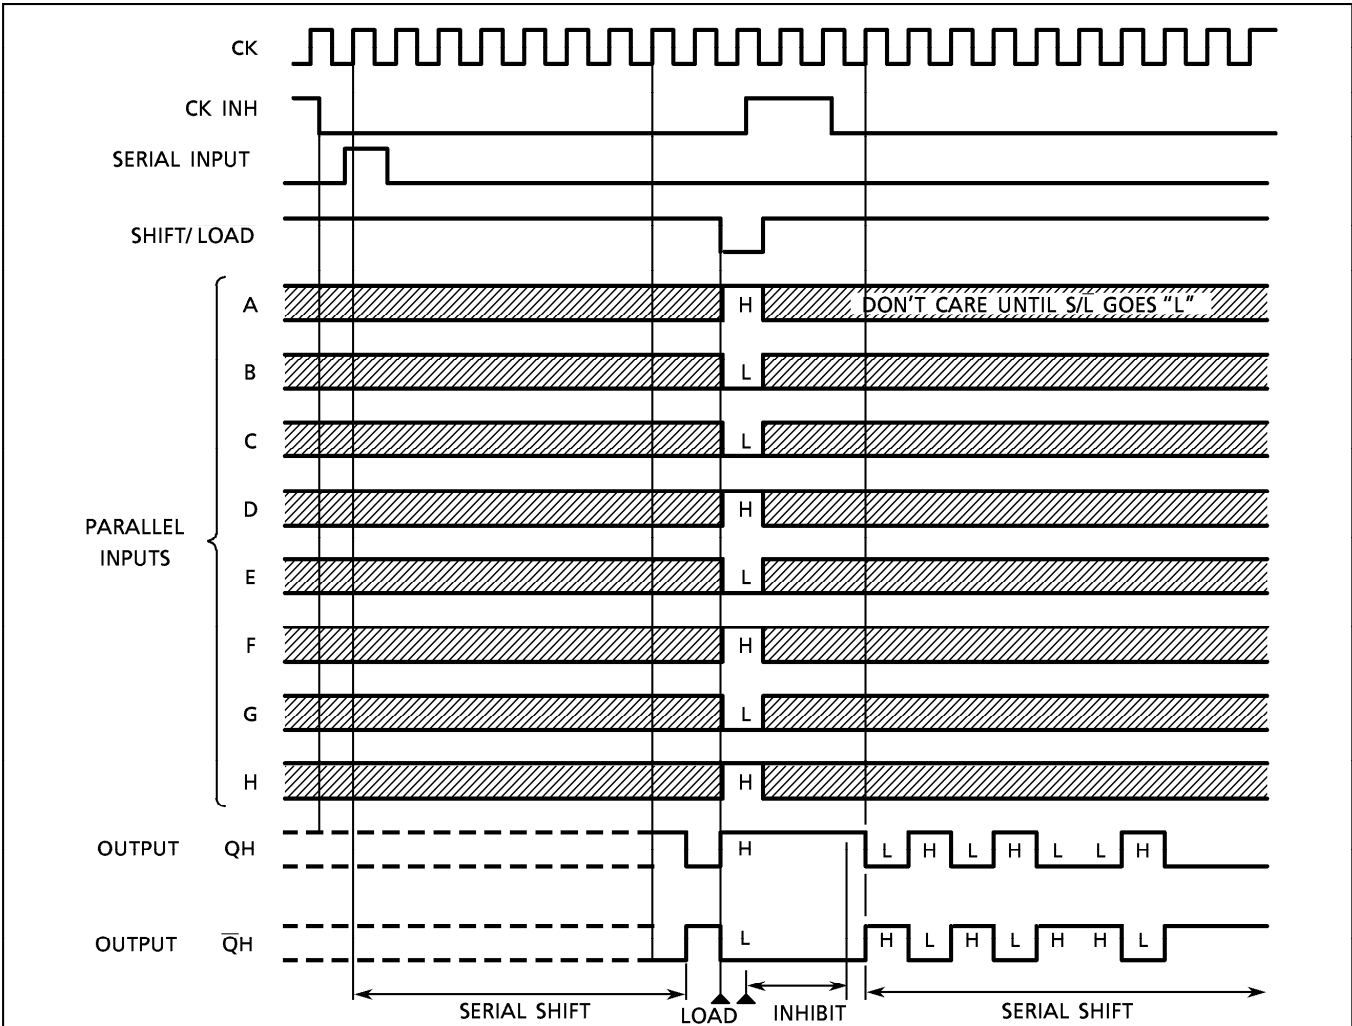 CK
CK INH
SERIAL INPUT
SHIFT/ LOAD
A H DON'T CARE UNTIL S/L̅ GOES “L”
B L
C L
D H
PARALLEL
INPUTS
E L
F H
G L
H H
OUTPUT QH H L H L H L L H
OUTPUT Q̅H L H L H L H H L
SERIAL SHIFT LOAD INHIBIT SERIAL SHIFT